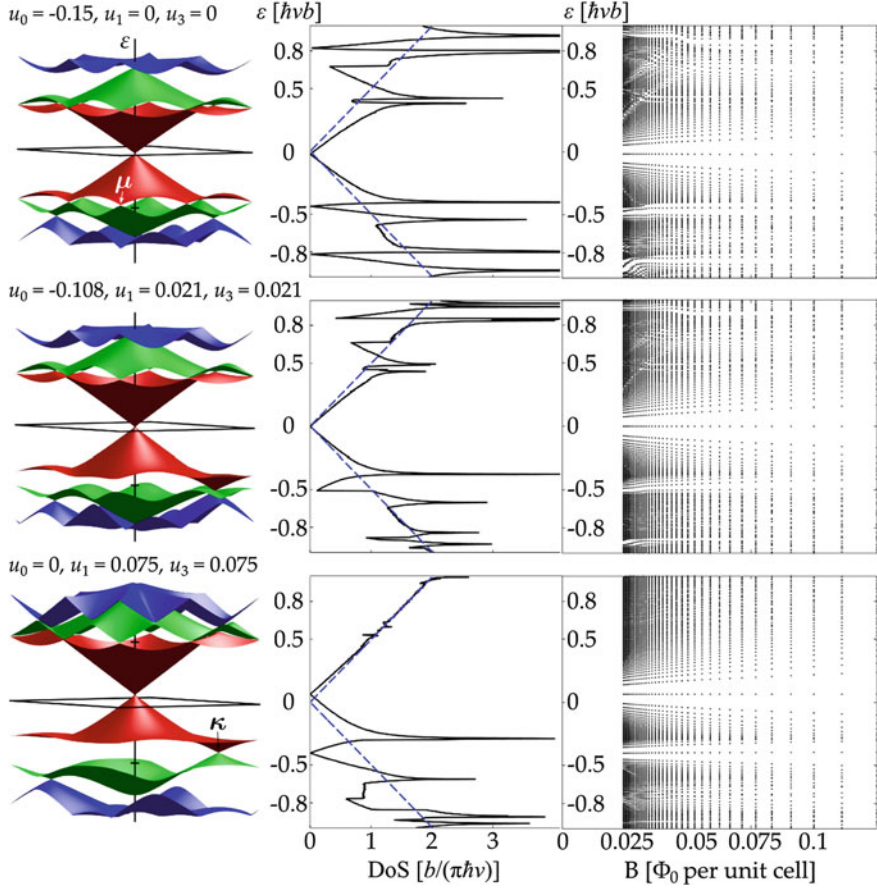 u₀ = -0.15, u₁ = 0, u₃ = 0
ε
μ
ε [ħvb]
0.8
0.5
0
-0.5
-0.8
ε [ħvb]
0.8
0.5
0
-0.5
-0.8
u₀ = -0.108, u₁ = 0.021, u₃ = 0.021
0.8
0.5
0
-0.5
-0.8
0.8
0.5
0
-0.5
-0.8
u₀ = 0, u₁ = 0.075, u₃ = 0.075
κ
0.8
0.5
0
-0.5
-0.8
0 1 2 3
DoS [b/(πħv)]
0.8
0.5
0
-0.5
-0.8
0 0.025 0.05 0.075 0.1
B [Φ₀ per unit cell]